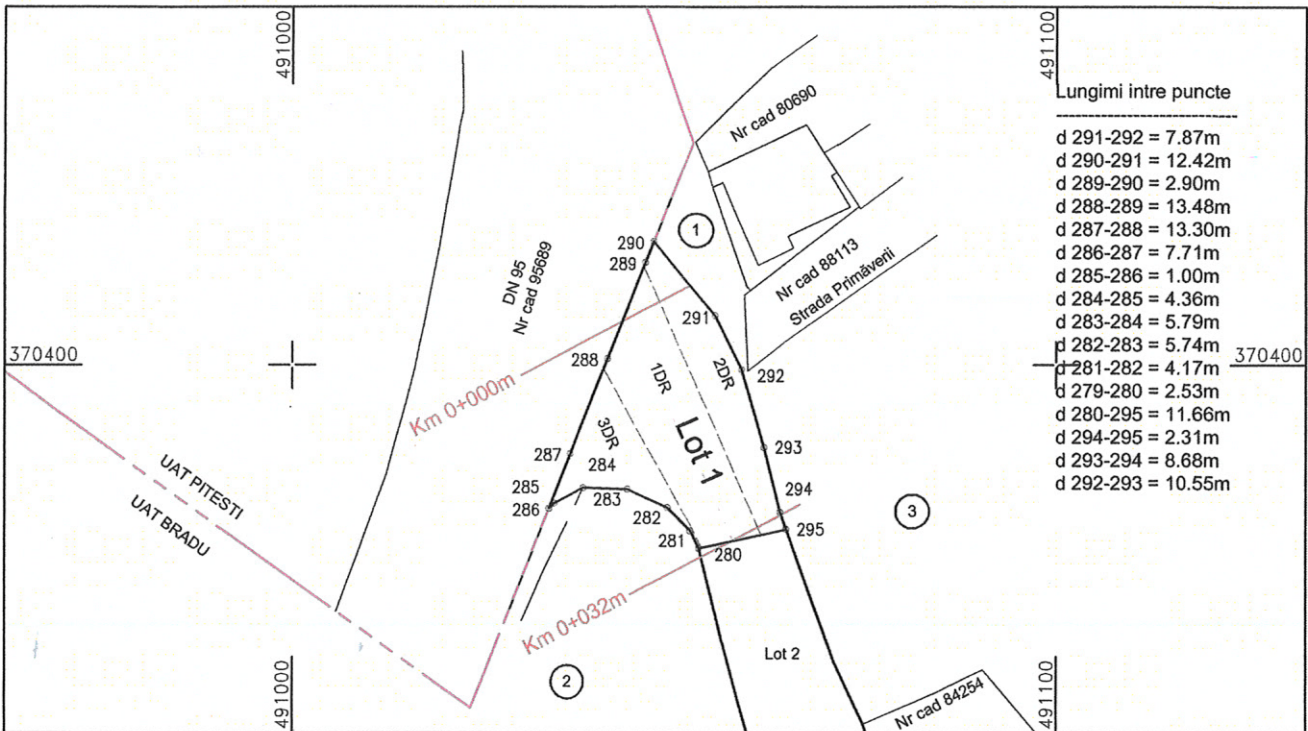 491000
491100
Lungimi intre puncte
d 291-292 = 7.87m
d 290-291 = 12.42m
d 289-290 = 2.90m
d 288-289 = 13.48m
d 287-288 = 13.30m
d 286-287 = 7.71m
d 285-286 = 1.00m
d 284-285 = 4.36m
d 283-284 = 5.79m
d 282-283 = 5.74m
d 281-282 = 4.17m
d 279-280 = 2.53m
d 280-295 = 11.66m
d 294-295 = 2.31m
d 293-294 = 8.68m
d 292-293 = 10.55m
Nr cad 80690
1
290
289
DN 95
Nr cad 95689
Nr cad 88113
Strada Primăverii
291
370400
370400
288
292
1DR
2DR
3DR
Lot 1
Km 0+000m
287
293
284
285
283
286
282
294
295
281
280
3
UAT PITESTI
UAT BRADU
Km 0+032m
2
Lot 2
491000
491100
Nr cad 84254